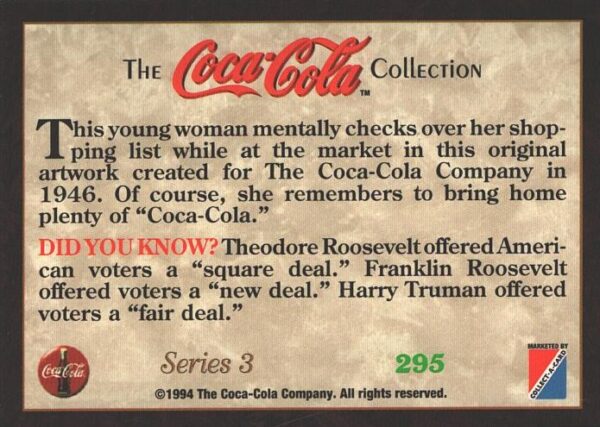 THE Coca-Cola COLLECTION
TM
This young woman mentally checks over her shop-
ping list while at the market in this original
artwork created for The Coca-Cola Company in
1946. Of course, she remembers to bring home
plenty of “Coca-Cola.”
DID YOU KNOW? Theodore Roosevelt offered Ameri-
can voters a “square deal.” Franklin Roosevelt
offered voters a “new deal.” Harry Truman offered
voters a “fair deal.”
Coca-Cola
Series 3
295
MARKETED BY
COLLECT-A-CARD
©1994 The Coca-Cola Company. All rights reserved.